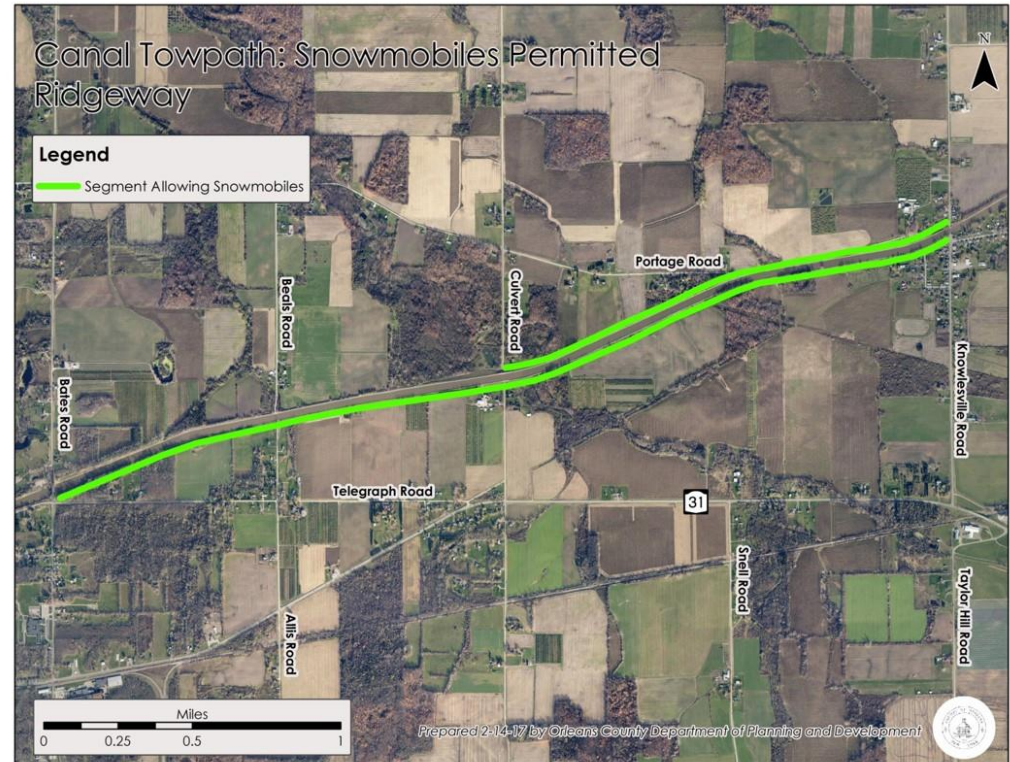 Canal Towpath: Snowmobiles Permitted
Ridgeway
N
Legend
Segment Allowing Snowmobiles
Portage Road
Beals Road
Culvert Road
Knowlesville Road
Bates Road
Telegraph Road
31
Snell Road
Taylor Hill Road
Allis Road
Miles
0 0.25 0.5 1
Prepared 2-14-17 by Orleans County Department of Planning and Development